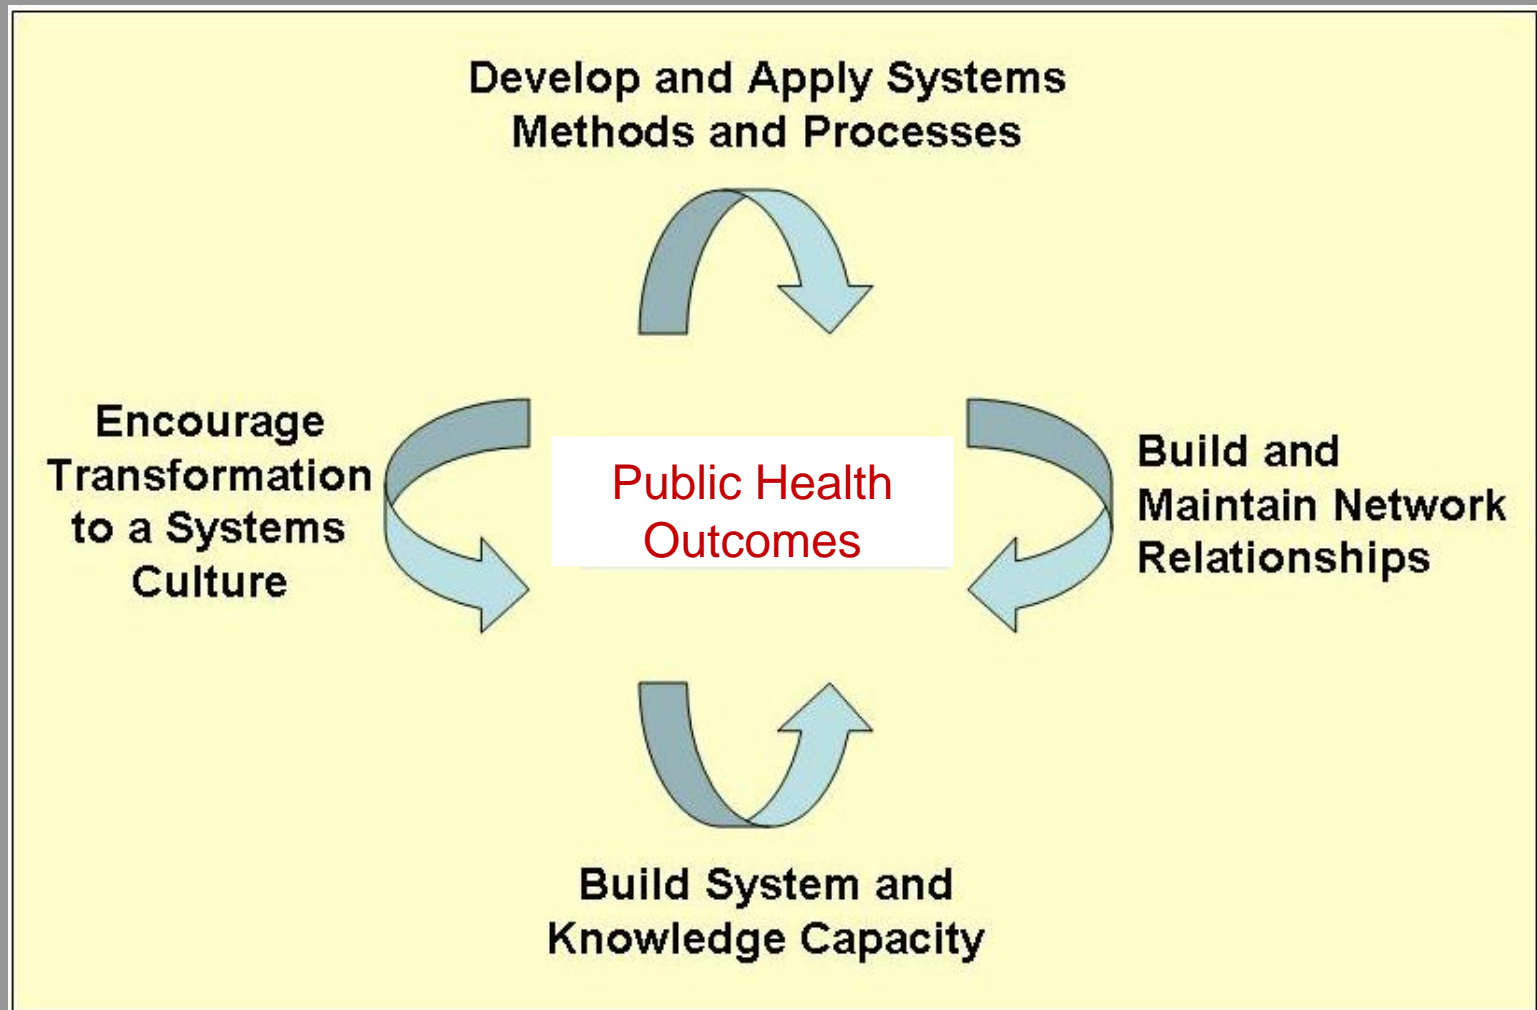 Develop and Apply Systems
Methods and Processes
Encourage
Transformation
to a Systems
Culture
Public Health
Outcomes
Build and
Maintain Network
Relationships
Build System and
Knowledge Capacity